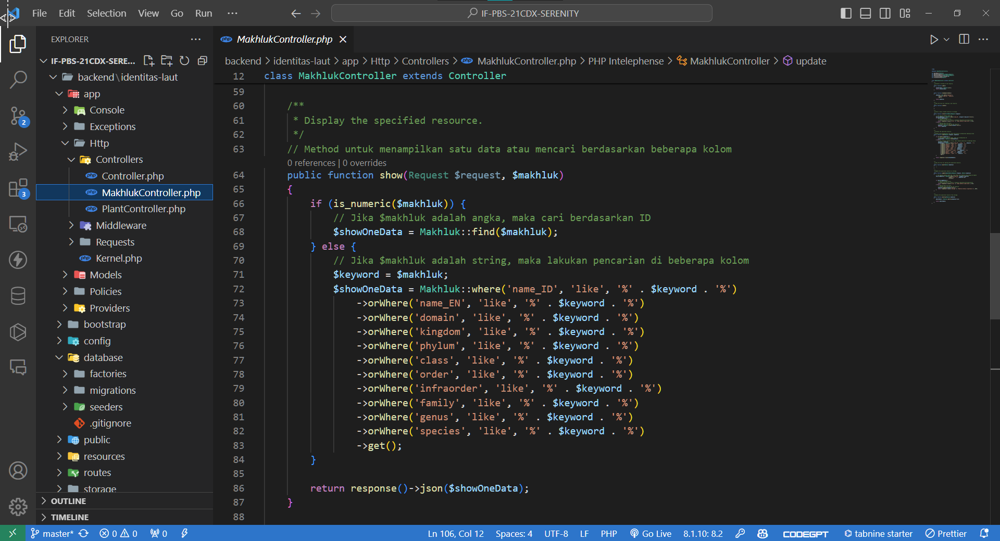 File Edit Selection View Go Run ··· IF-PBS-21CDX-SERENITY
EXPLORER
IF-PBS-21CDX-SERE...
backend\identitas-laut
app
Console
Exceptions
Http
Controllers
php Controller.php
php MakhlukController.php
php PlantController.php
Middleware
Requests
php Kernel.php
Models
Policies
Providers
bootstrap
config
database
factories
migrations
seeders
.gitignore
public
resources
routes
storage
OUTLINE
TIMELINE
2
3
php MakhlukController.php
backend > identitas-laut > app > Http > Controllers > php MakhlukController.php > PHP Intelephense > MakhlukController > update
12 class MakhlukController extends Controller
59
60 /**
61 * Display the specified resource.
62 */
63 // Method untuk menampilkan satu data atau mencari berdasarkan beberapa kolom
0 references | 0 overrides
64 public function show(Request $request, $makhluk)
65 {
66 if (is_numeric($makhluk)) {
67 // Jika $makhluk adalah angka, maka cari berdasarkan ID
68 $showOneData = Makhluk::find($makhluk);
69 } else {
70 // Jika $makhluk adalah string, maka lakukan pencarian di beberapa kolom
71 $keyword = $makhluk;
72 $showOneData = Makhluk::where('name_ID', 'like', '%' . $keyword . '%')
73 ->orWhere('name_EN', 'like', '%' . $keyword . '%')
74 ->orWhere('domain', 'like', '%' . $keyword . '%')
75 ->orWhere('kingdom', 'like', '%' . $keyword . '%')
76 ->orWhere('phylum', 'like', '%' . $keyword . '%')
77 ->orWhere('class', 'like', '%' . $keyword . '%')
78 ->orWhere('order', 'like', '%' . $keyword . '%')
79 ->orWhere('infraorder', 'like', '%' . $keyword . '%')
80 ->orWhere('family', 'like', '%' . $keyword . '%')
81 ->orWhere('genus', 'like', '%' . $keyword . '%')
82 ->orWhere('species', 'like', '%' . $keyword . '%')
83 ->get();
84 }
85
86 return response()->json($showOneData);
87 }
88
master* 0 0 0 Ln 106, Col 12 Spaces: 4 UTF-8 LF PHP Go Live 8.1.10: 8.2 CODEGPT tabnine starter Prettier